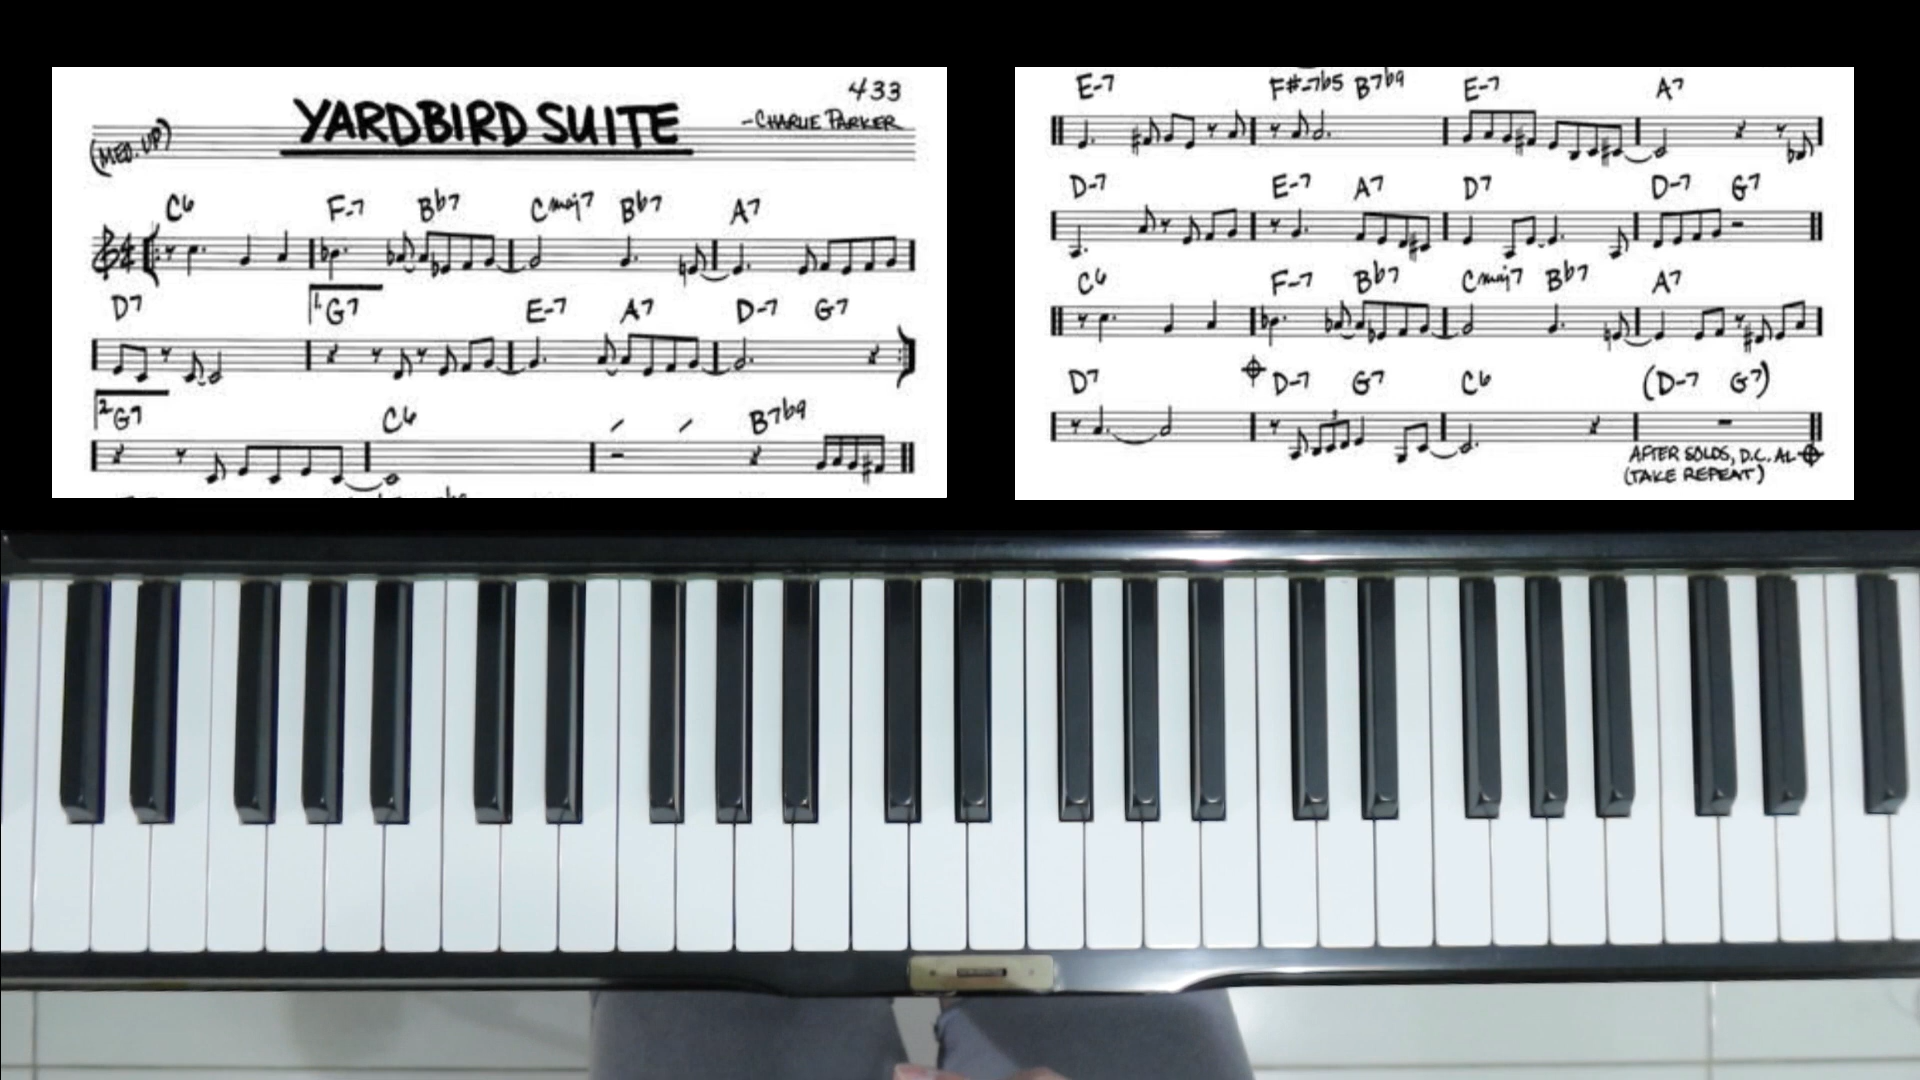 433
YARDBIRD SUITE
-CHARLIE PARKER
(MED. UP)
C6 F-7 Bb7 Cmaj7 Bb7 A7
D7 1. G7 E-7 A7 D-7 G7
2. G7 C6 B7b9
E-7 F#-7b5 B7b9 E-7 A7
D-7 E-7 A7 D7 D-7 G7
C6 F-7 Bb7 Cmaj7 Bb7 A7
D7 D-7 G7 C6 (D-7 G7)
3
AFTER SOLOS, D.C. AL
(TAKE REPEAT)